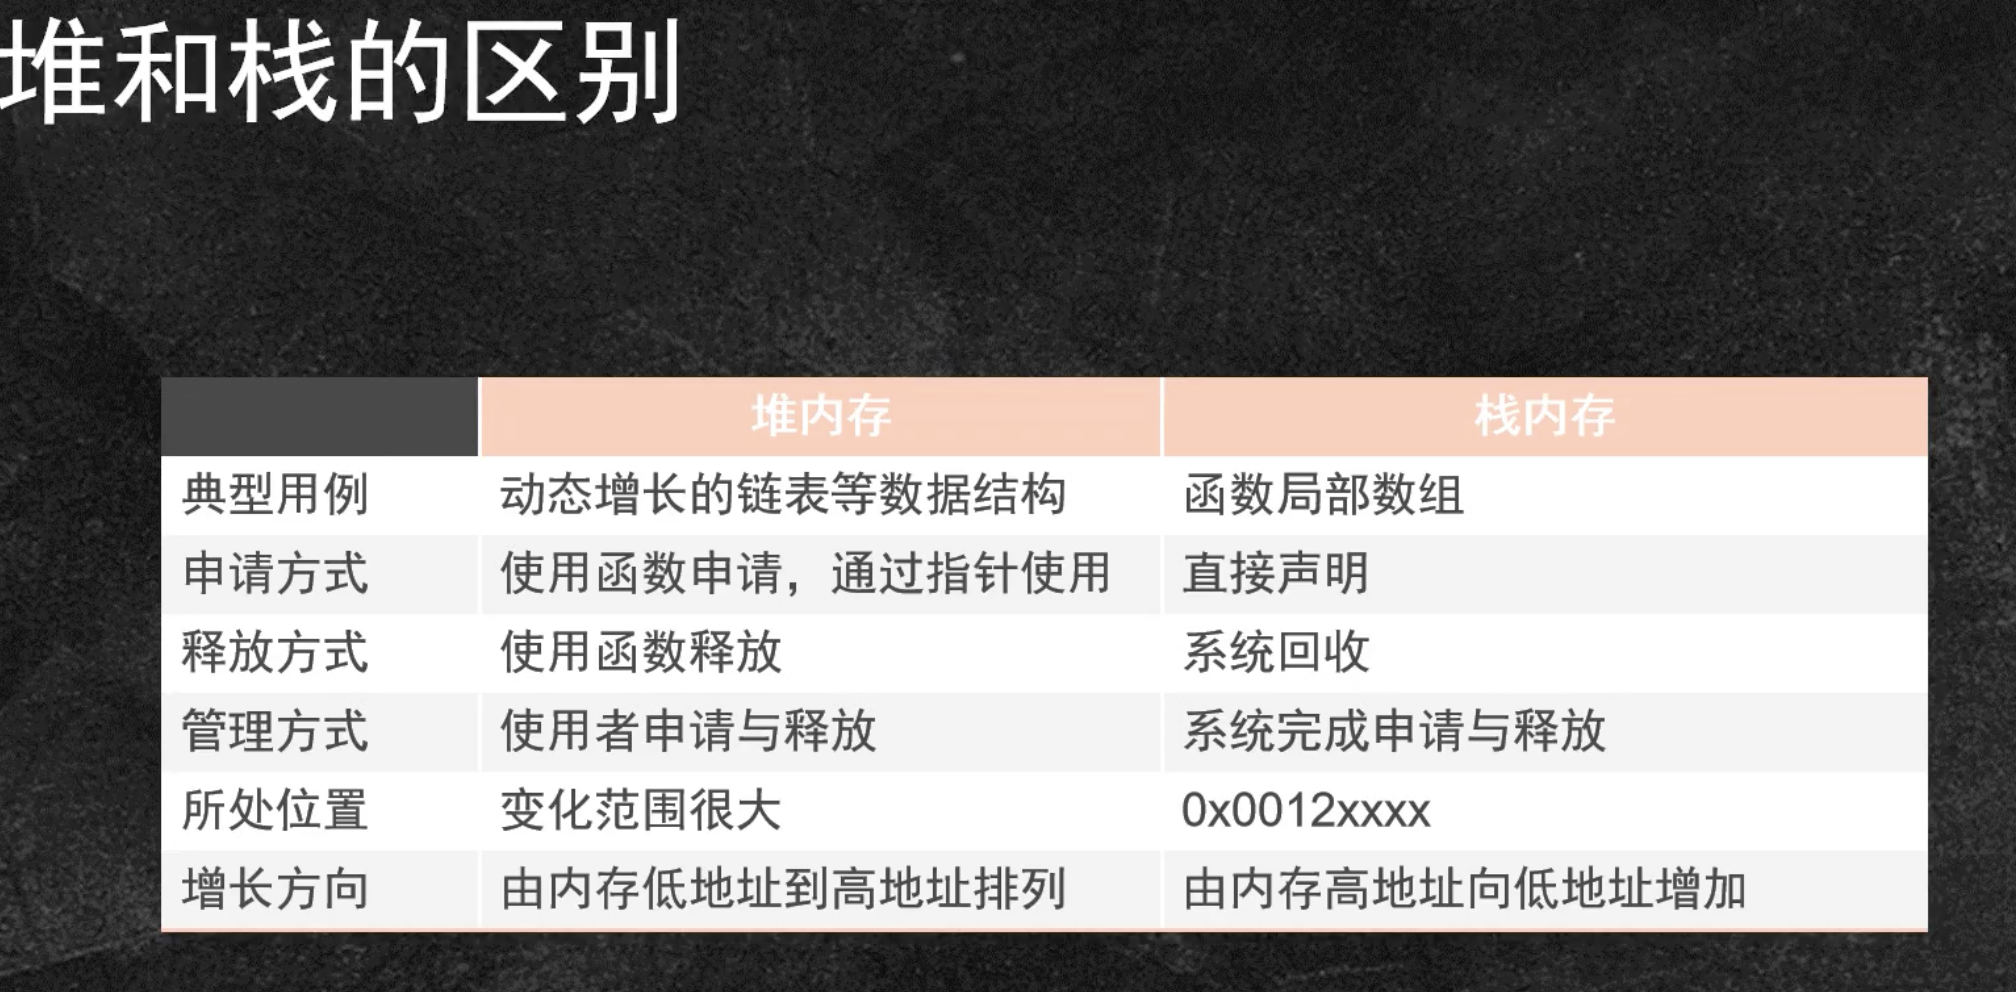 堆和栈的区别
堆内存 栈内存
典型用例 动态增长的链表等数据结构 函数局部数组
申请方式 使用函数申请，通过指针使用 直接声明
释放方式 使用函数释放 系统回收
管理方式 使用者申请与释放 系统完成申请与释放
所处位置 变化范围很大 0x0012xxxx
增长方向 由内存低地址到高地址排列 由内存高地址向低地址增加